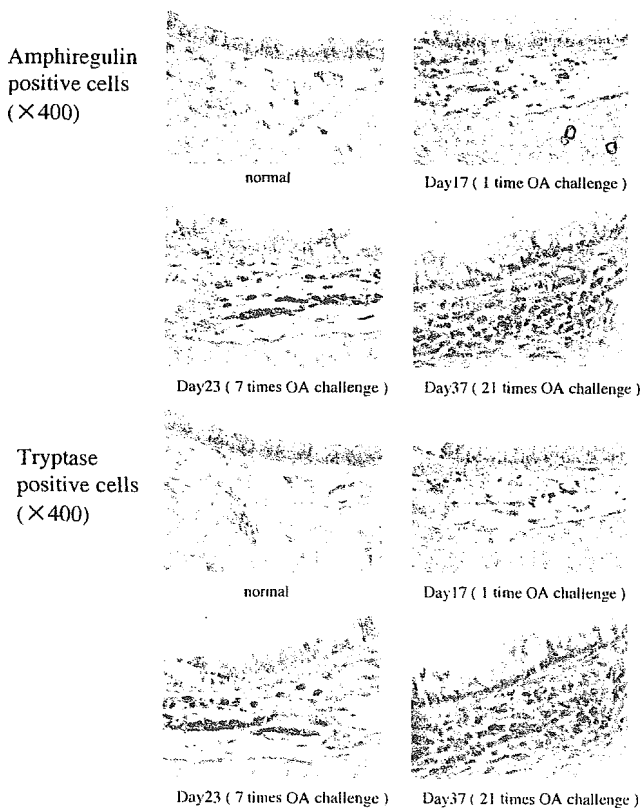 Amphiregulin
positive cells
(×400)
normal
Day17 ( 1 time OA challenge )
Day23 ( 7 times OA challenge )
Day37 ( 21 times OA challenge )
Tryptase
positive cells
(×400)
normal
Day17 ( 1 time OA challenge )
Day23 ( 7 times OA challenge )
Day37 ( 21 times OA challenge )